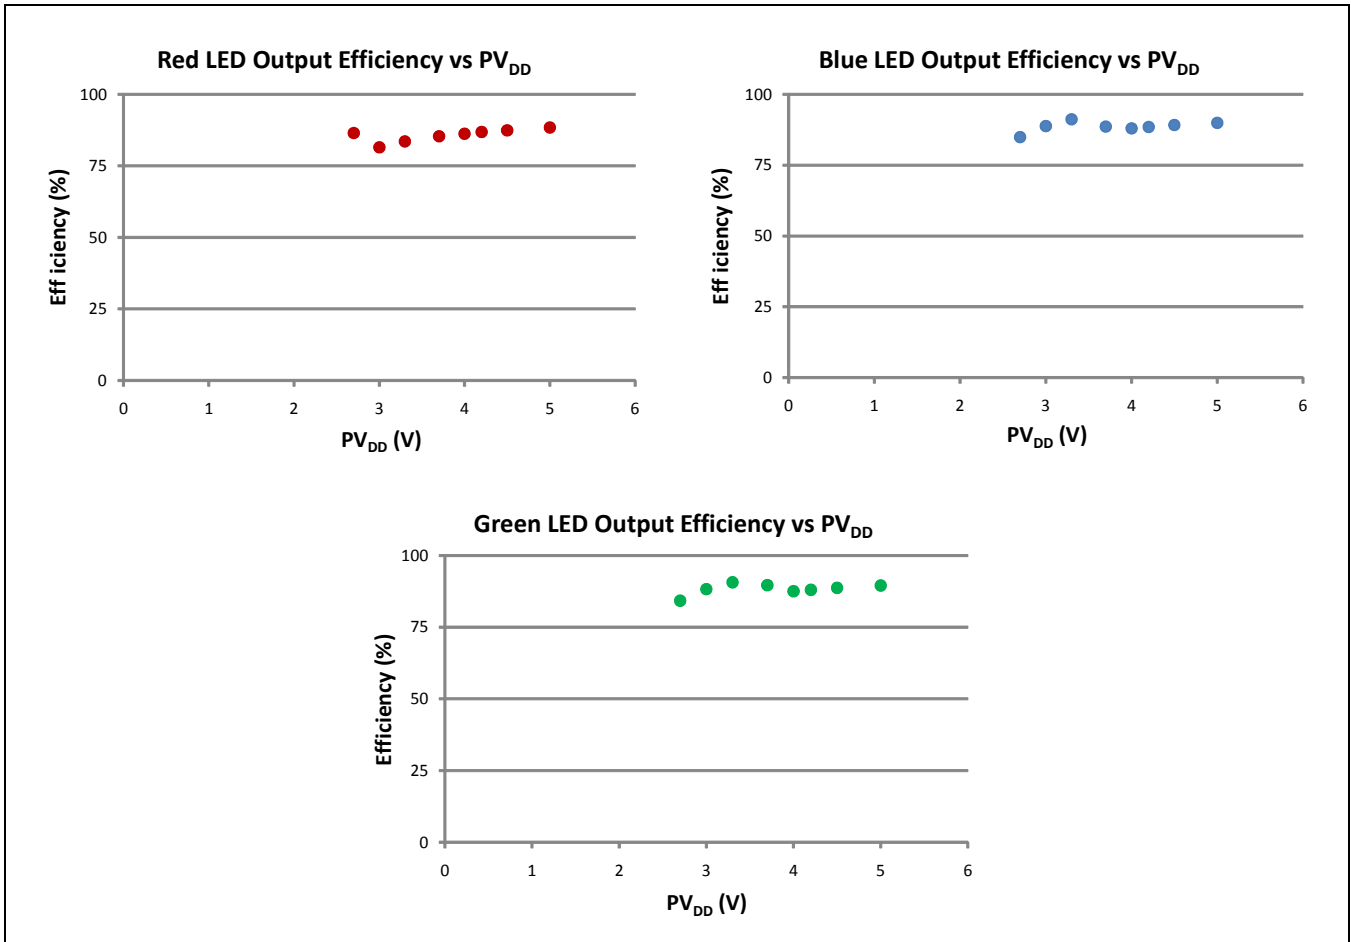 Red LED Output Efficiency vs PVDD
100
75
50
25
0
0 1 2 3 4 5 6
Eff iciency (%)
PVDD (V)
Blue LED Output Efficiency vs PVDD
100
75
50
25
0
0 1 2 3 4 5 6
Eff iciency (%)
PVDD (V)
Green LED Output Efficiency vs PVDD
100
75
50
25
0
0 1 2 3 4 5 6
Efficiency (%)
PVDD (V)